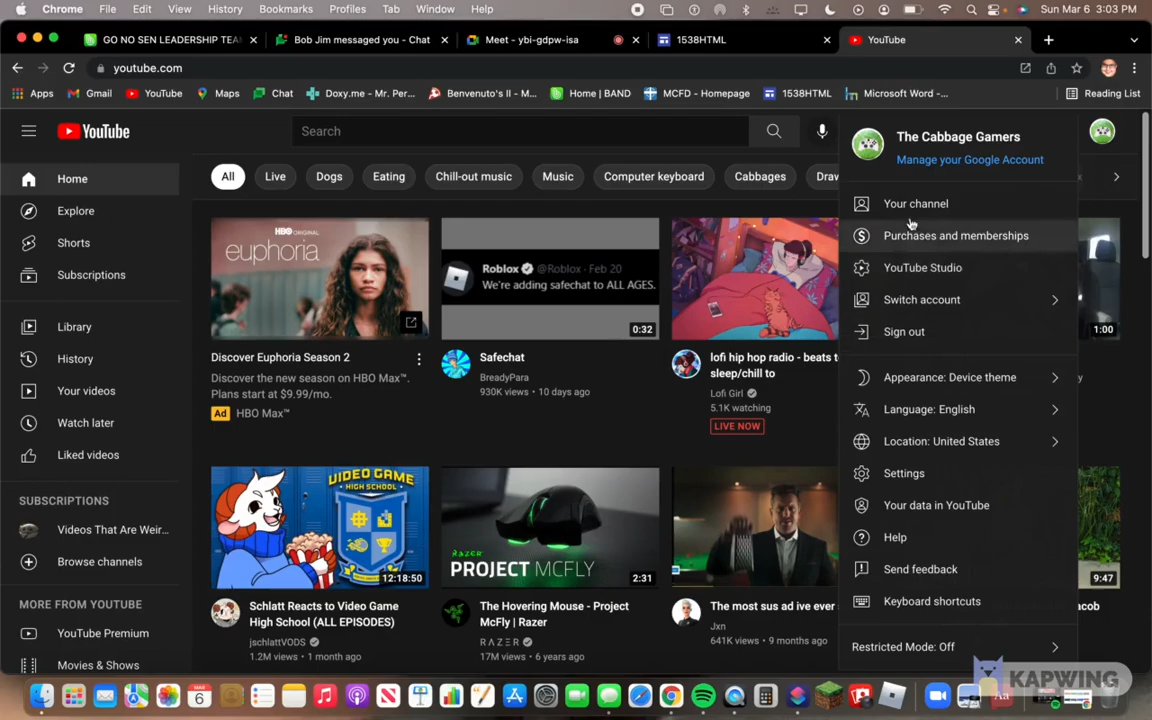 Chrome File Edit View History Bookmarks Profiles Tab Window Help Sun Mar 6 3:03 PM
GO NO SEN LEADERSHIP TEA Bob Jim messaged you - Chat Meet - ybi-gdpw-isa 1538HTML YouTube
youtube.com
Apps Gmail YouTube Maps Chat Doxy.me - Mr. Per... Benvenuto's II - M... Home | BAND MCFD - Homepage 1538HTML Microsoft Word -... Reading List
YouTube Search
All Live Dogs Eating Chill-out music Music Computer keyboard Cabbages Draw
Home
Explore
Shorts
Subscriptions
Library
History
Your videos
Watch later
Liked videos
SUBSCRIPTIONS
Videos That Are Weir...
Browse channels
MORE FROM YOUTUBE
YouTube Premium
Movies & Shows
HBO ORIGINAL
euphoria
Discover Euphoria Season 2
Discover the new season on HBO Max™.
Plans start at $9.99/mo.
Ad HBO Max™
Roblox @Roblox · Feb 20
We're adding safechat to ALL AGES.
0:32
Safechat
BreadyPara
930K views • 10 days ago
lofi hip hop radio - beats to
sleep/chill to
Lofi Girl
5.1K watching
LIVE NOW
1:00
VIDEO GAME
HIGH SCHOOL
12:18:50
Schlatt Reacts to Video Game
High School (ALL EPISODES)
jschlattVODS
1.2M views • 1 month ago
RAZER
PROJECT MCFLY
2:31
The Hovering Mouse - Project
McFly | Razer
R A Z E R
17M views • 6 years ago
The most sus ad ive ever
Jxn
641K views • 9 months ago
9:47
acob
The Cabbage Gamers
Manage your Google Account
Your channel
Purchases and memberships
YouTube Studio
Switch account
Sign out
Appearance: Device theme
Language: English
Location: United States
Settings
Your data in YouTube
Help
Send feedback
Keyboard shortcuts
Restricted Mode: Off
KAPWING